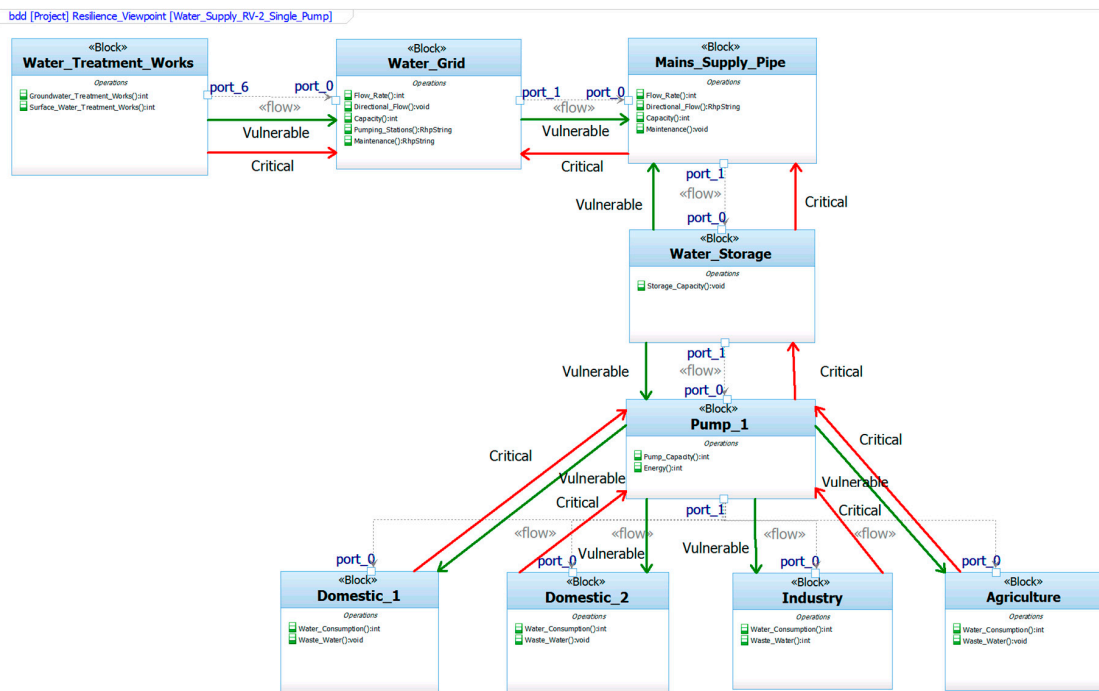 bdd [Project] Resilience_Viewpoint [Water_Supply_RV-2_Single_Pump]
«Block»
Water_Treatment_Works
Operations
Groundwater_Treatment_Works():int
Surface_Water_Treatment_Works():int
port_6
port_0
«flow»
Vulnerable
Critical
«Block»
Water_Grid
Operations
Flow_Rate():int
Directional_Flow():void
Capacity():int
Pumping_Stations():RhpString
Maintenance():RhpString
port_1
port_0
«flow»
Vulnerable
Critical
«Block»
Mains_Supply_Pipe
Operations
Flow_Rate():int
Directional_Flow():RhpString
Capacity():int
Maintenance():void
port_1
«flow»
Vulnerable
Critical
port_0
«Block»
Water_Storage
Operations
Storage_Capacity():void
port_1
Vulnerable
«flow»
Critical
port_0
«Block»
Pump_1
Operations
Pump_Capacity():int
Energy():int
port_1
Critical
Vulnerable
Critical
Vulnerable
Vulnerable
Critical
Vulnerable
Critical
«flow»
«flow»
«flow»
«flow»
port_0
port_0
port_0
port_0
«Block»
Domestic_1
Operations
Water_Consumption():int
Waste_Water():void
«Block»
Domestic_2
Operations
Water_Consumption():int
Waste_Water():void
«Block»
Industry
Operations
Water_Consumption():int
Waste_Water():int
«Block»
Agriculture
Operations
Water_Consumption():int
Waste_Water():void